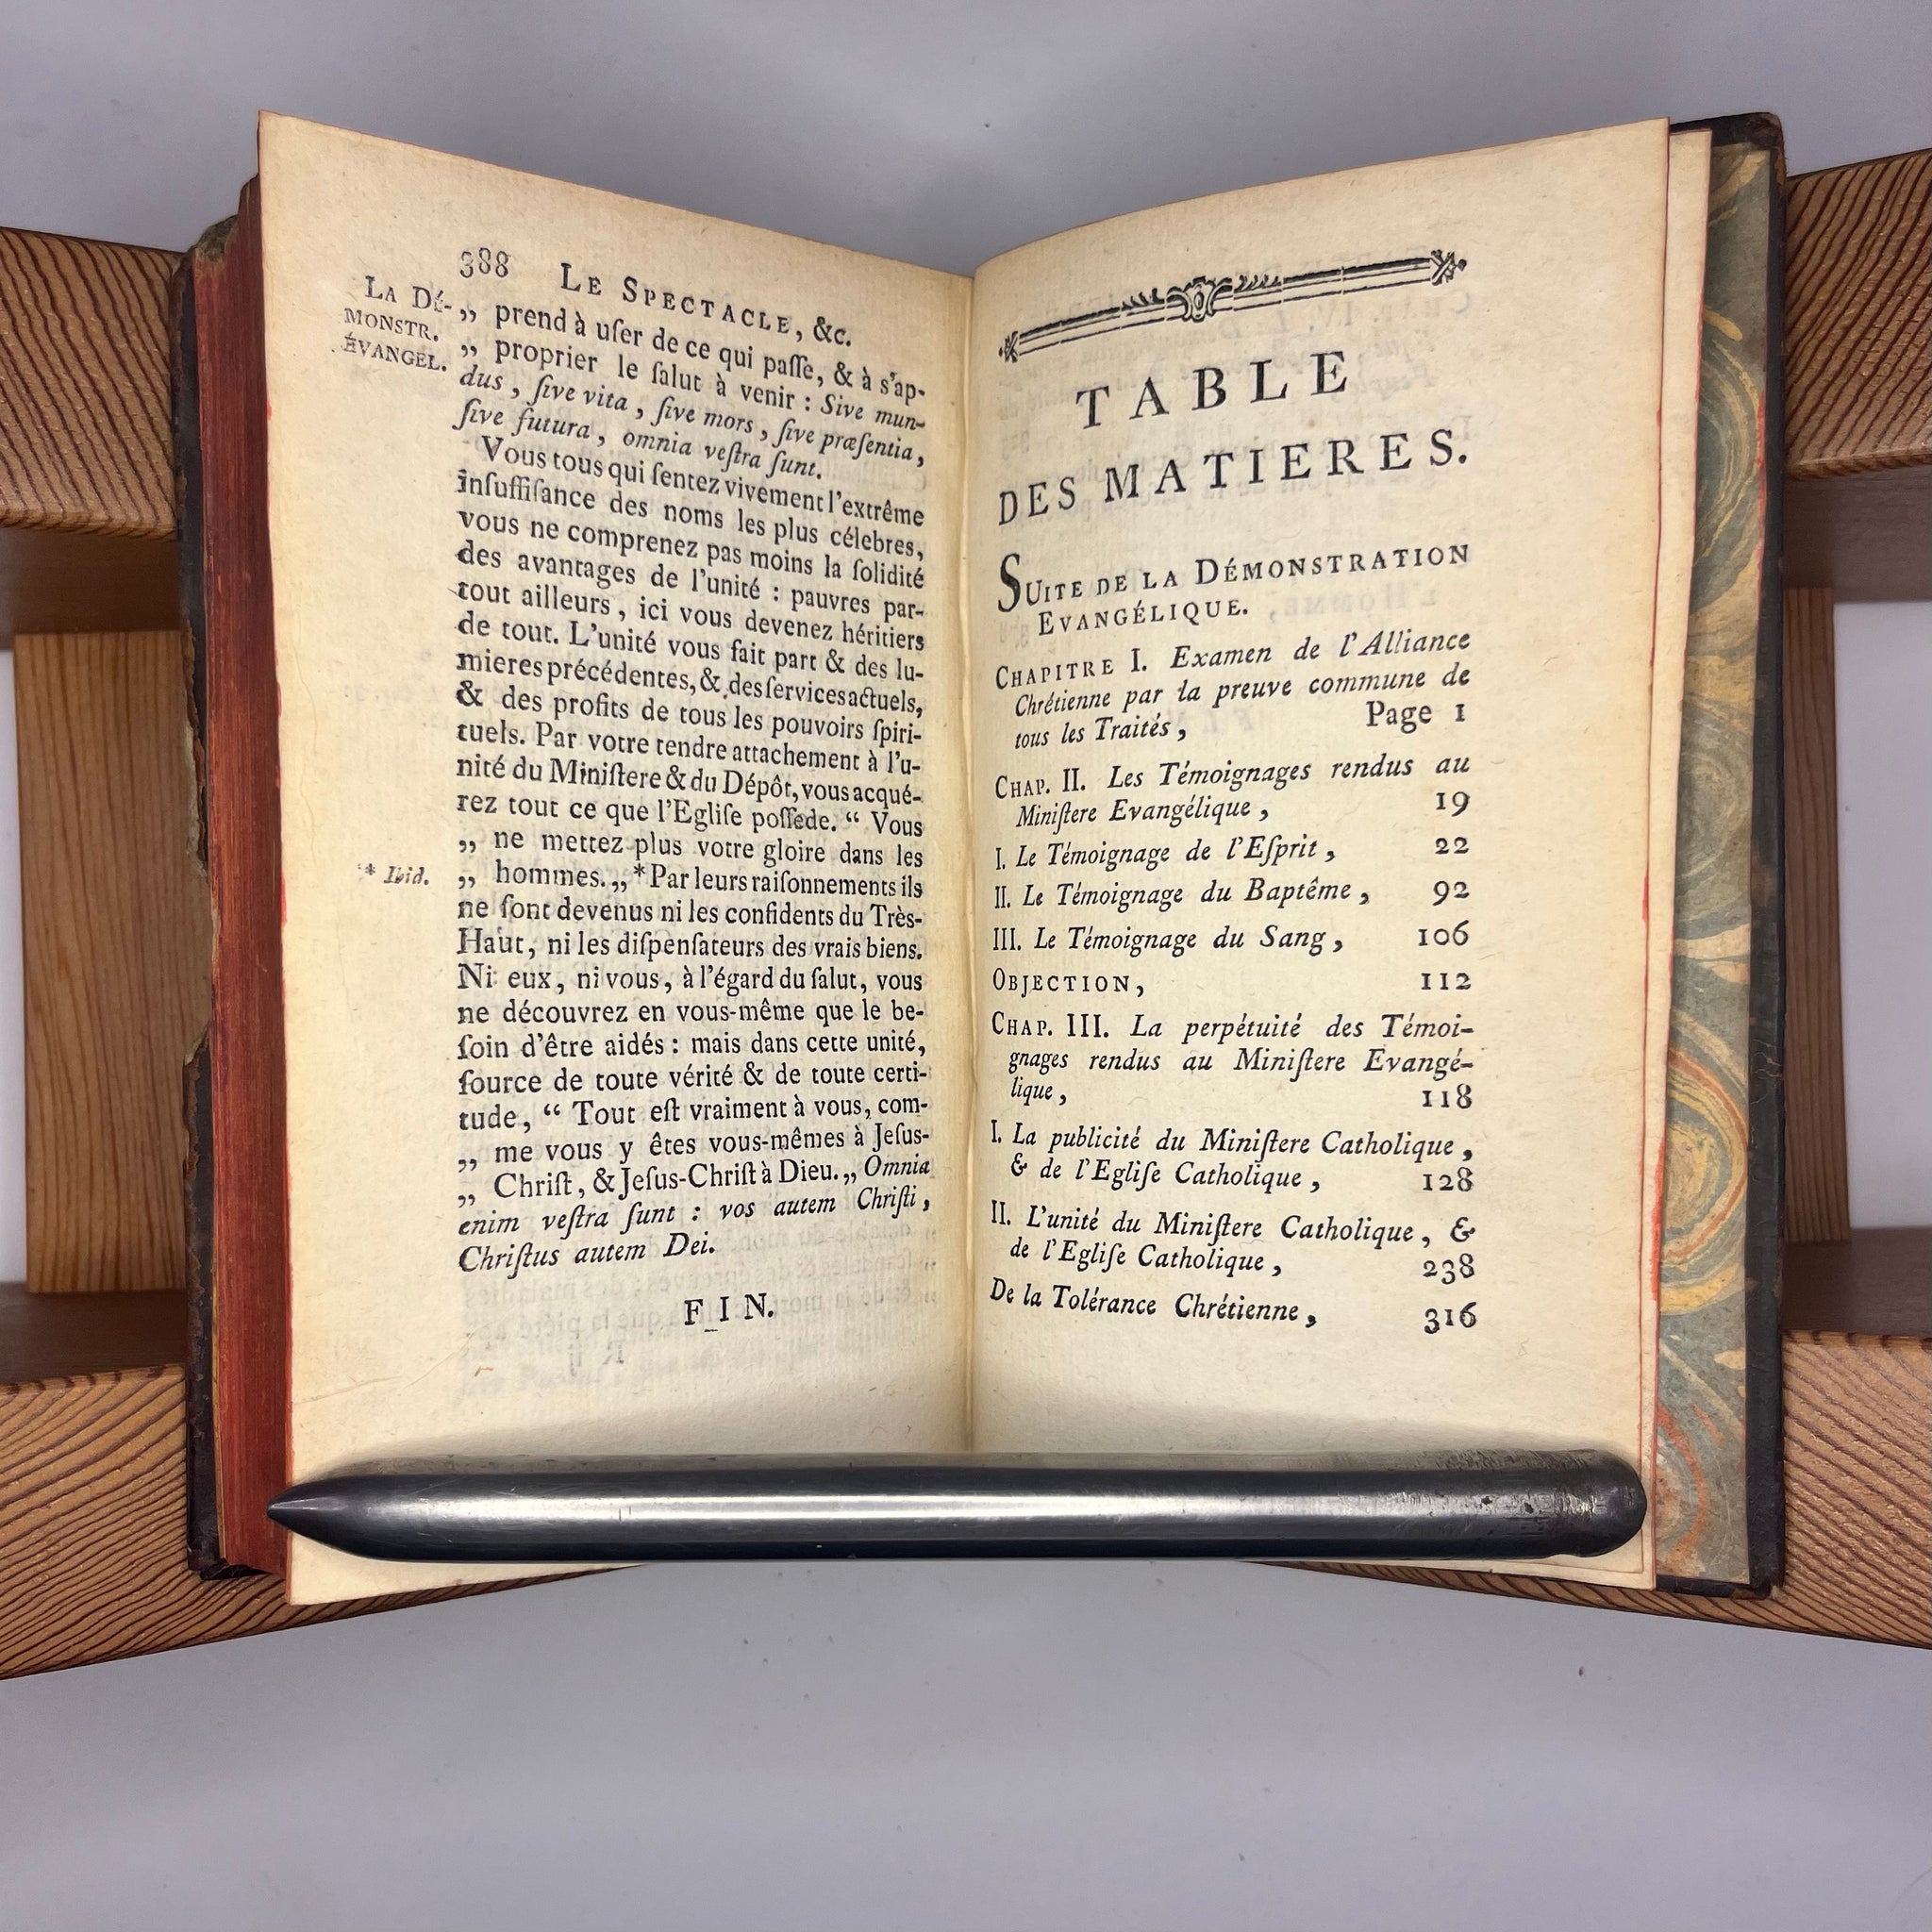 388 LE SPECTACLE, &c.
LA DÉ-
MONSTR.
ÉVANGEL.
„ prend à uſer de ce qui paſſe, & à s'ap-
„ proprier le ſalut à venir : Sive mun-
dus, ſive vita, ſive mors, ſive præſentia,
ſive futura, omnia veſtra ſunt.
Vous tous qui ſentez vivement l'extrême
inſuffiſance des noms les plus célebres,
vous ne comprenez pas moins la ſolidité
des avantages de l'unité : pauvres par-
tout ailleurs, ici vous devenez héritiers
de tout. L'unité vous fait part & des lu-
mieres précédentes, & des ſervices actuels,
& des profits de tous les pouvoirs ſpiri-
tuels. Par votre tendre attachement à l'u-
nité du Miniſtere & du Dépôt, vous acqué-
rez tout ce que l'Egliſe poſſede. “ Vous
„ ne mettez plus votre gloire dans les
* Ibid.
„ hommes. „ * Par leurs raiſonnements ils
ne ſont devenus ni les confidents du Très-
Haut, ni les diſpenſateurs des vrais biens.
Ni eux, ni vous, à l'égard du ſalut, vous
ne découvrez en vous-même que le be-
ſoin d'être aidés : mais dans cette unité,
ſource de toute vérité & de toute certi-
tude, “ Tout eſt vraiment à vous, com-
„ me vous y êtes vous-mêmes à Jeſus-
„ Chriſt, & Jeſus-Chriſt à Dieu. „ Omnia
enim veſtra ſunt : vos autem Chriſti,
Chriſtus autem Dei.
FIN.
TABLE
DES MATIERES.
SUITE DE LA DÉMONSTRATION
EVANGÉLIQUE.
CHAPITRE I. Examen de l'Alliance
Chrétienne par la preuve commune de
tous les Traités, Page 1
CHAP. II. Les Témoignages rendus au
Miniſtere Evangélique, 19
I. Le Témoignage de l'Eſprit, 22
II. Le Témoignage du Baptême, 92
III. Le Témoignage du Sang, 106
OBJECTION, 112
CHAP. III. La perpétuité des Témoi-
gnages rendus au Miniſtere Evangé-
lique, 118
I. La publicité du Miniſtere Catholique,
& de l'Egliſe Catholique, 128
II. L'unité du Miniſtere Catholique, &
de l'Egliſe Catholique, 238
De la Tolérance Chrétienne, 316